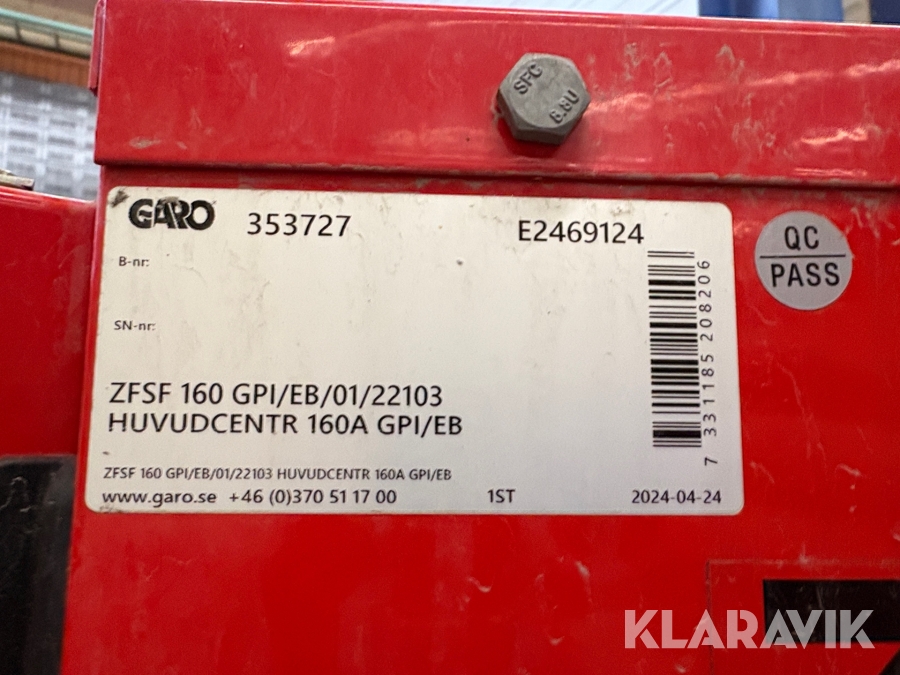 SFC
8.8U
GARO 353727 E2469124
B-nr:
SN-nr:
ZFSF 160 GPI/EB/01/22103
HUVUDCENTR 160A GPI/EB
ZFSF 160 GPI/EB/01/22103 HUVUDCENTR 160A GPI/EB
www.garo.se +46 (0)370 51 17 00 1ST 2024-04-24
7 331185 208206
QC
PASS
KLARAVIK